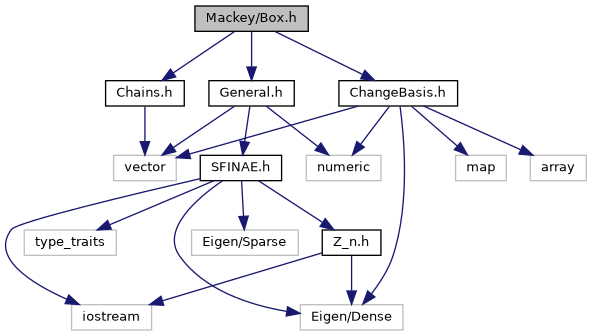 Mackey/Box.h
Chains.h
General.h
ChangeBasis.h
vector
SFINAE.h
numeric
map
array
type_traits
Eigen/Sparse
Z_n.h
iostream
Eigen/Dense